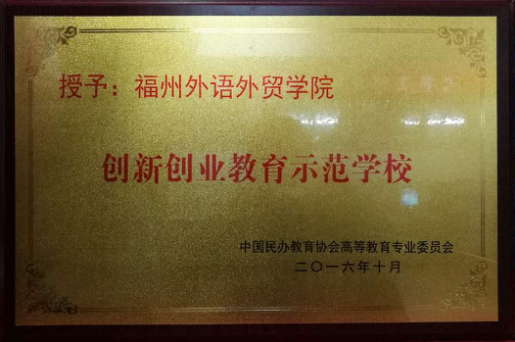 授予：福州外语外贸学院
创新创业教育示范学校
中国民办教育协会高等教育专业委员会
二〇一六年十月